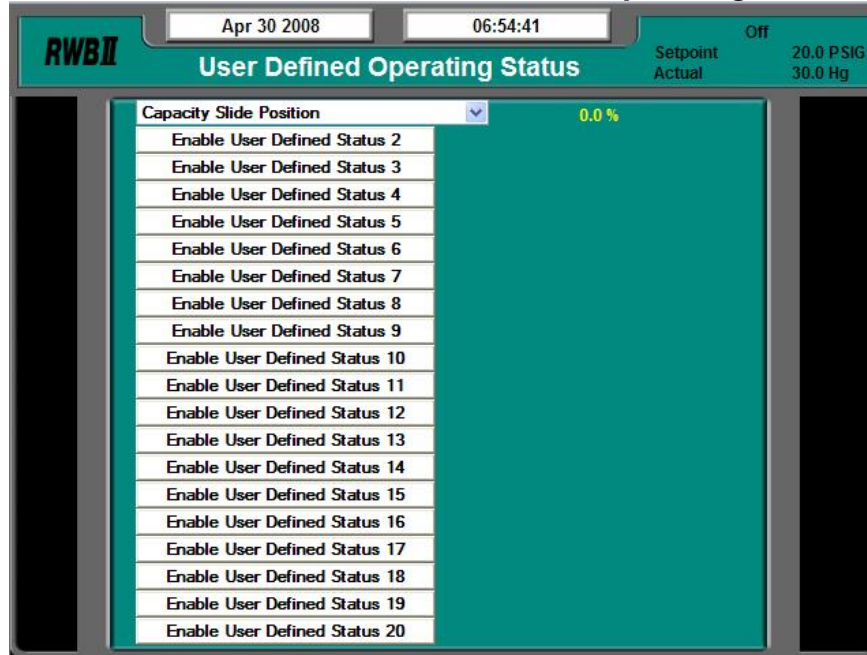 Apr 30 2008 06:54:41
Off
RWB II
User Defined Operating Status
Setpoint 20.0 PSIG
Actual 30.0 Hg
Capacity Slide Position 0.0 %
Enable User Defined Status 2
Enable User Defined Status 3
Enable User Defined Status 4
Enable User Defined Status 5
Enable User Defined Status 6
Enable User Defined Status 7
Enable User Defined Status 8
Enable User Defined Status 9
Enable User Defined Status 10
Enable User Defined Status 11
Enable User Defined Status 12
Enable User Defined Status 13
Enable User Defined Status 14
Enable User Defined Status 15
Enable User Defined Status 16
Enable User Defined Status 17
Enable User Defined Status 18
Enable User Defined Status 19
Enable User Defined Status 20